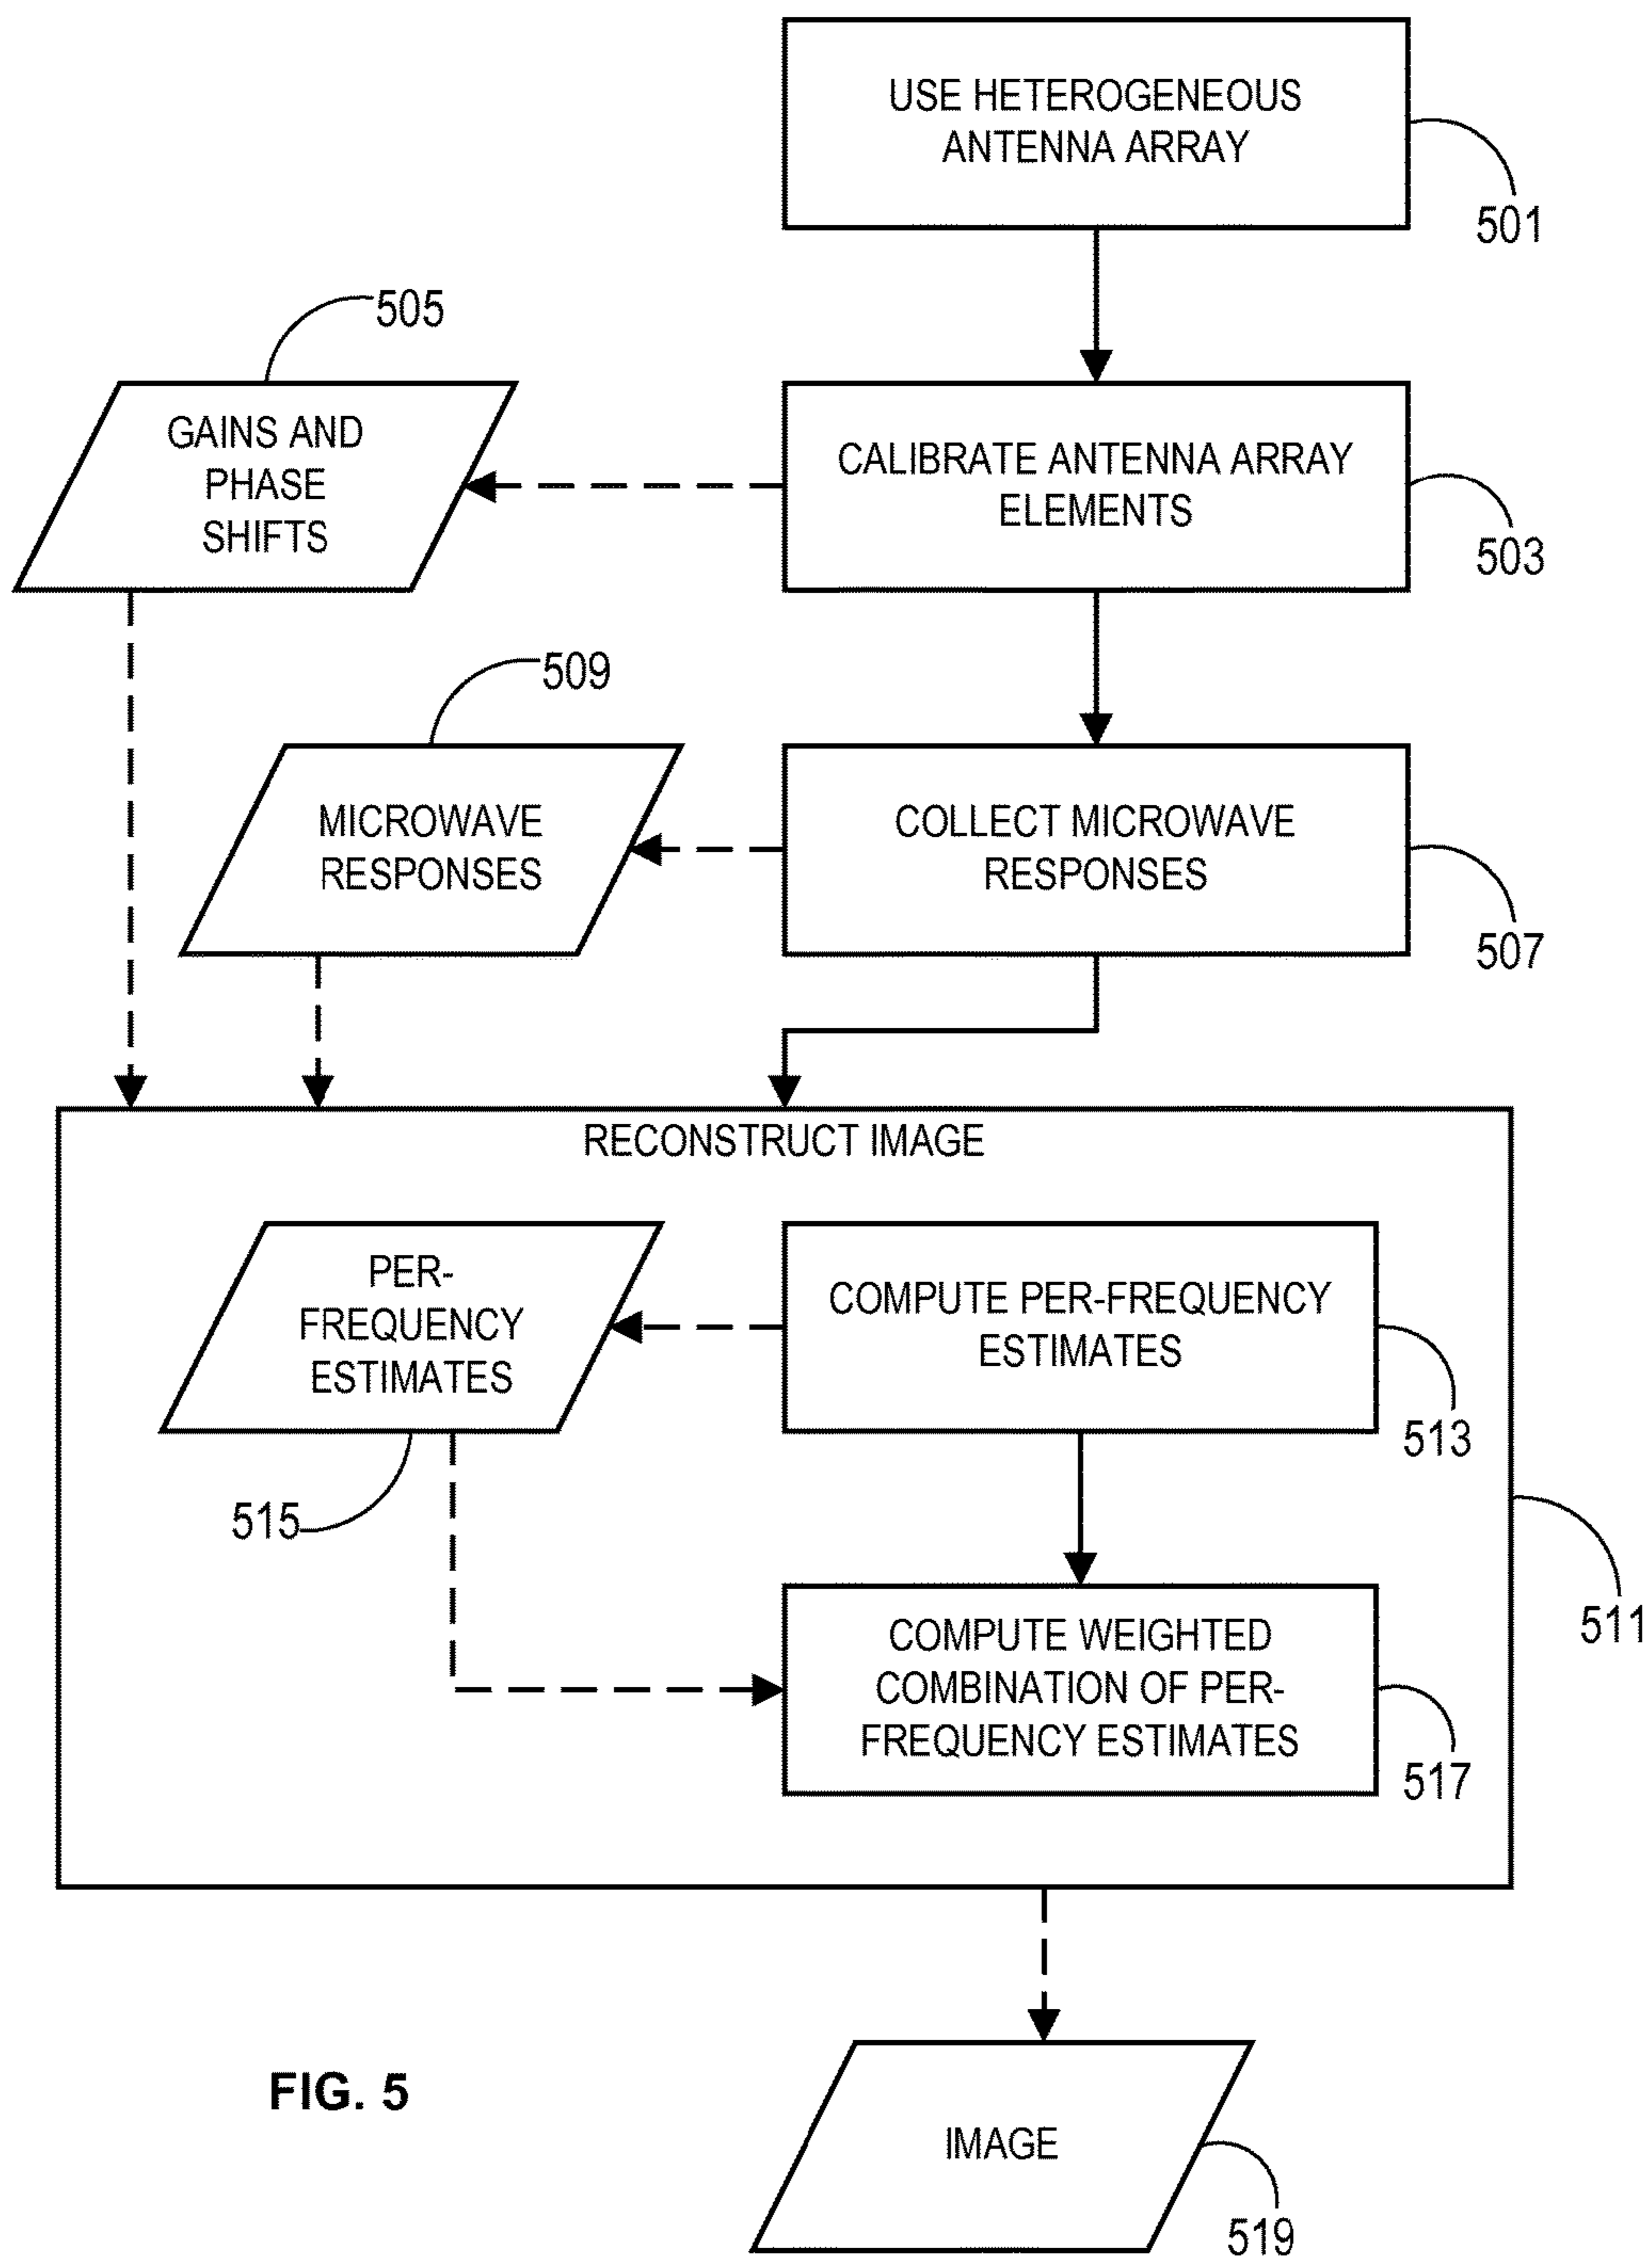 USE HETEROGENEOUS
ANTENNA ARRAY
501
505
GAINS AND
PHASE
SHIFTS
CALIBRATE ANTENNA ARRAY
ELEMENTS
503
509
MICROWAVE
RESPONSES
COLLECT MICROWAVE
RESPONSES
507
RECONSTRUCT IMAGE
PER-
FREQUENCY
ESTIMATES
COMPUTE PER-FREQUENCY
ESTIMATES
513
515
511
COMPUTE WEIGHTED
COMBINATION OF PER-
FREQUENCY ESTIMATES
517
FIG. 5
IMAGE
519